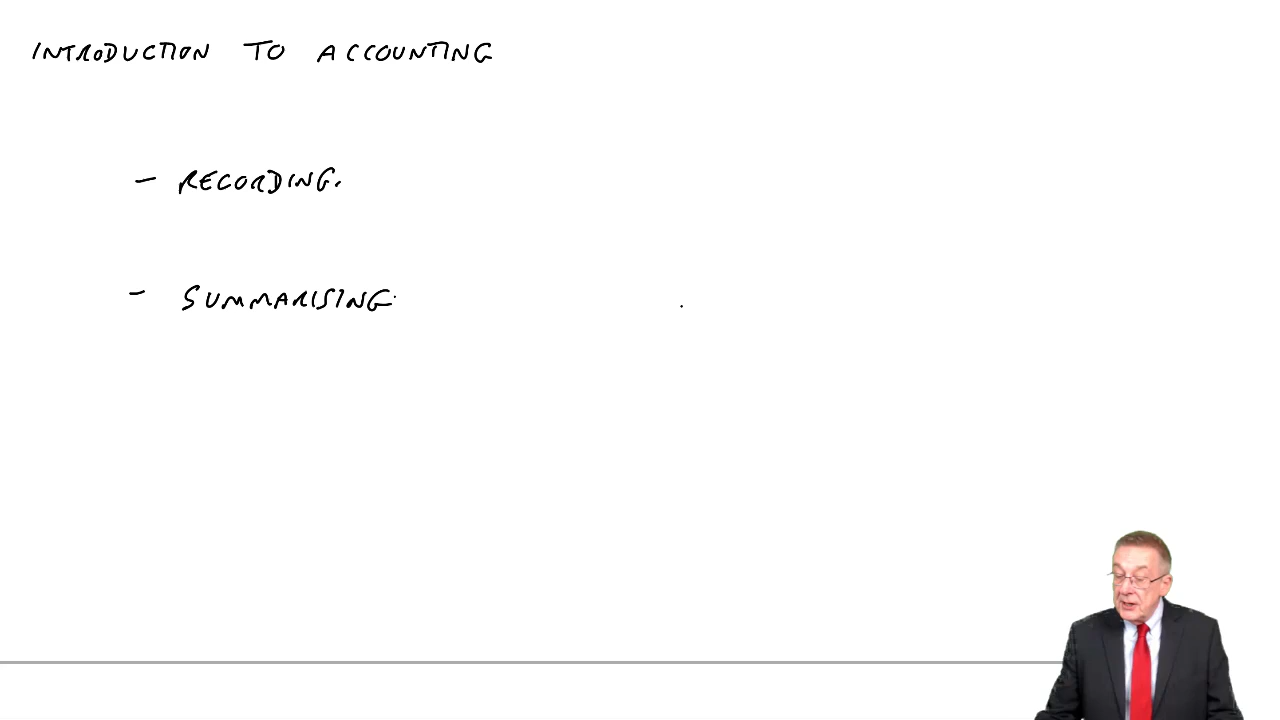 INTRODUCTION TO ACCOUNTING
- RECORDING.
- SUMMARISING.